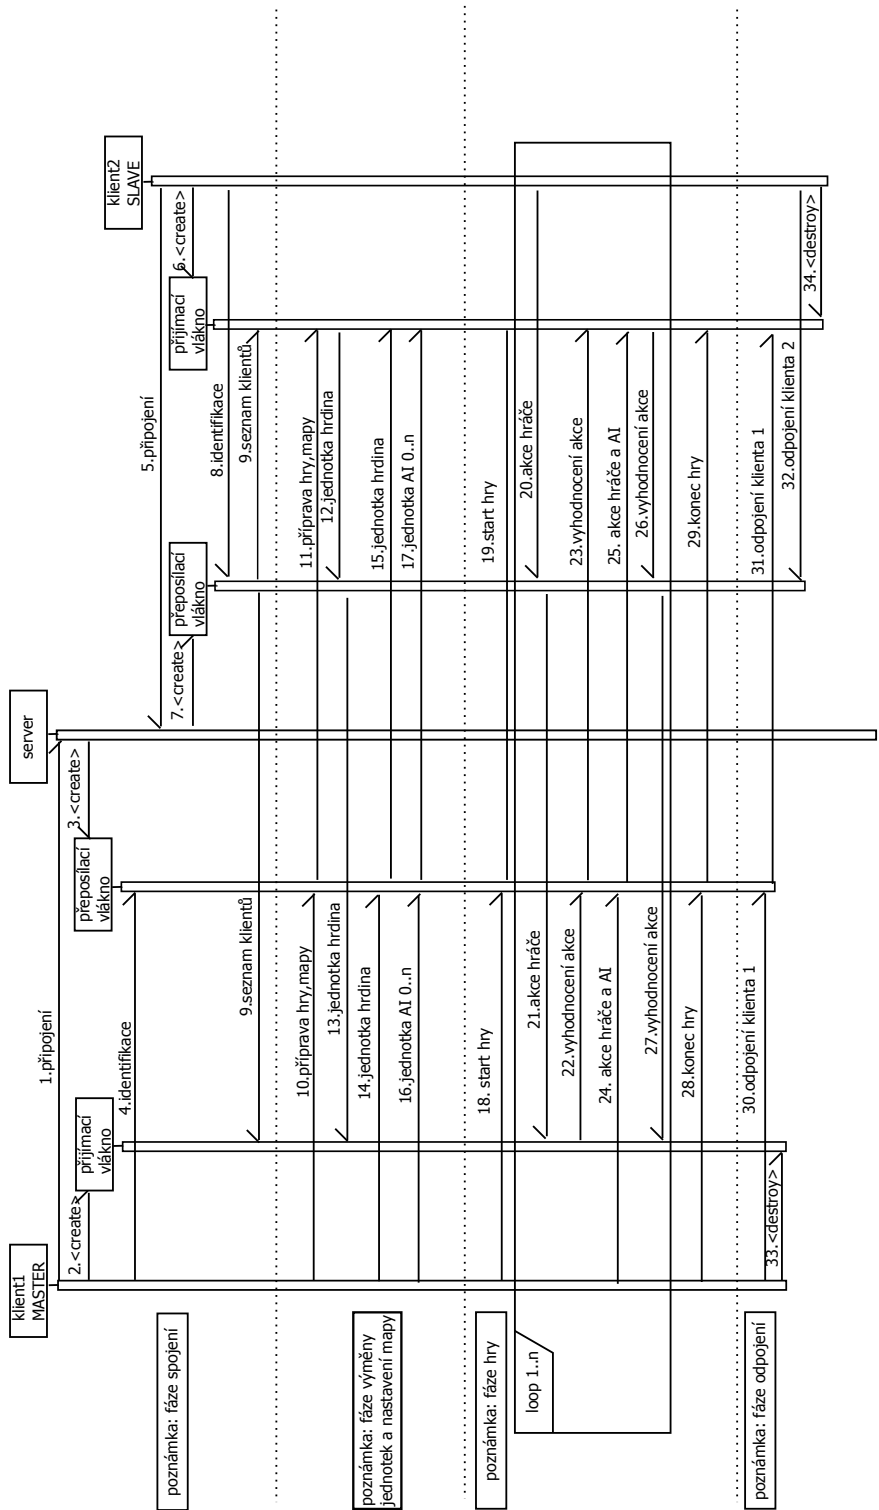 klient1
MASTER
server
klient2
SLAVE
poznámka: fáze spojení
1.připojení
2.<create>
přijímací
vlákno
3.<create>
přeposílací
vlákno
4.identifikace
5.připojení
6.<create>
přijímací
vlákno
7.<create>
přeposílací
vlákno
8.identifikace
9.seznam klientů
9.seznam klientů
poznámka: fáze výměny
jednotek a nastavení mapy
10.příprava hry,mapy
11.příprava hry,mapy
12.jednotka hrdina
13.jednotka hrdina
14.jednotka hrdina
15.jednotka hrdina
16.jednotka AI 0..n
17.jednotka AI 0..n
poznámka: fáze hry
18. start hry
19.start hry
loop 1..n
20.akce hráče
21.akce hráče
22.vyhodnocení akce
23.vyhodnocení akce
24. akce hráče a AI
25. akce hráče a AI
26.vyhodnocení akce
27.vyhodnocení akce
28.konec hry
29.konec hry
poznámka: fáze odpojení
30.odpojení klienta 1
31.odpojení klienta 1
32.odpojení klienta 2
33.<destroy>
34.<destroy>